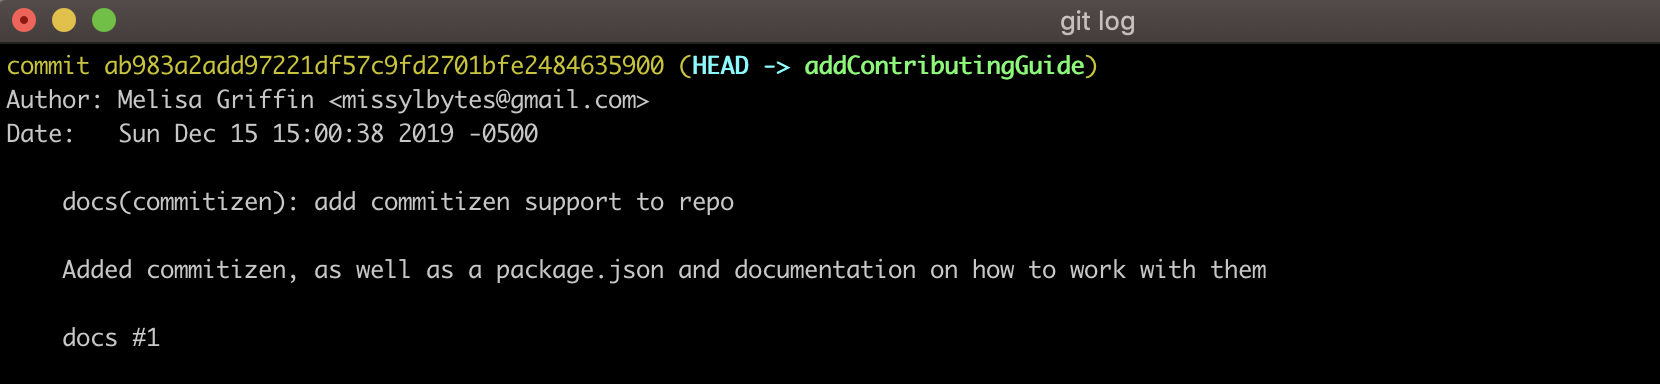 git log
commit ab983a2add97221df57c9fd2701bfe2484635900 (HEAD -> addContributingGuide)
Author: Melisa Griffin <missylbytes@gmail.com>
Date:   Sun Dec 15 15:00:38 2019 -0500
docs(commitizen): add commitizen support to repo
Added commitizen, as well as a package.json and documentation on how to work with them
docs #1